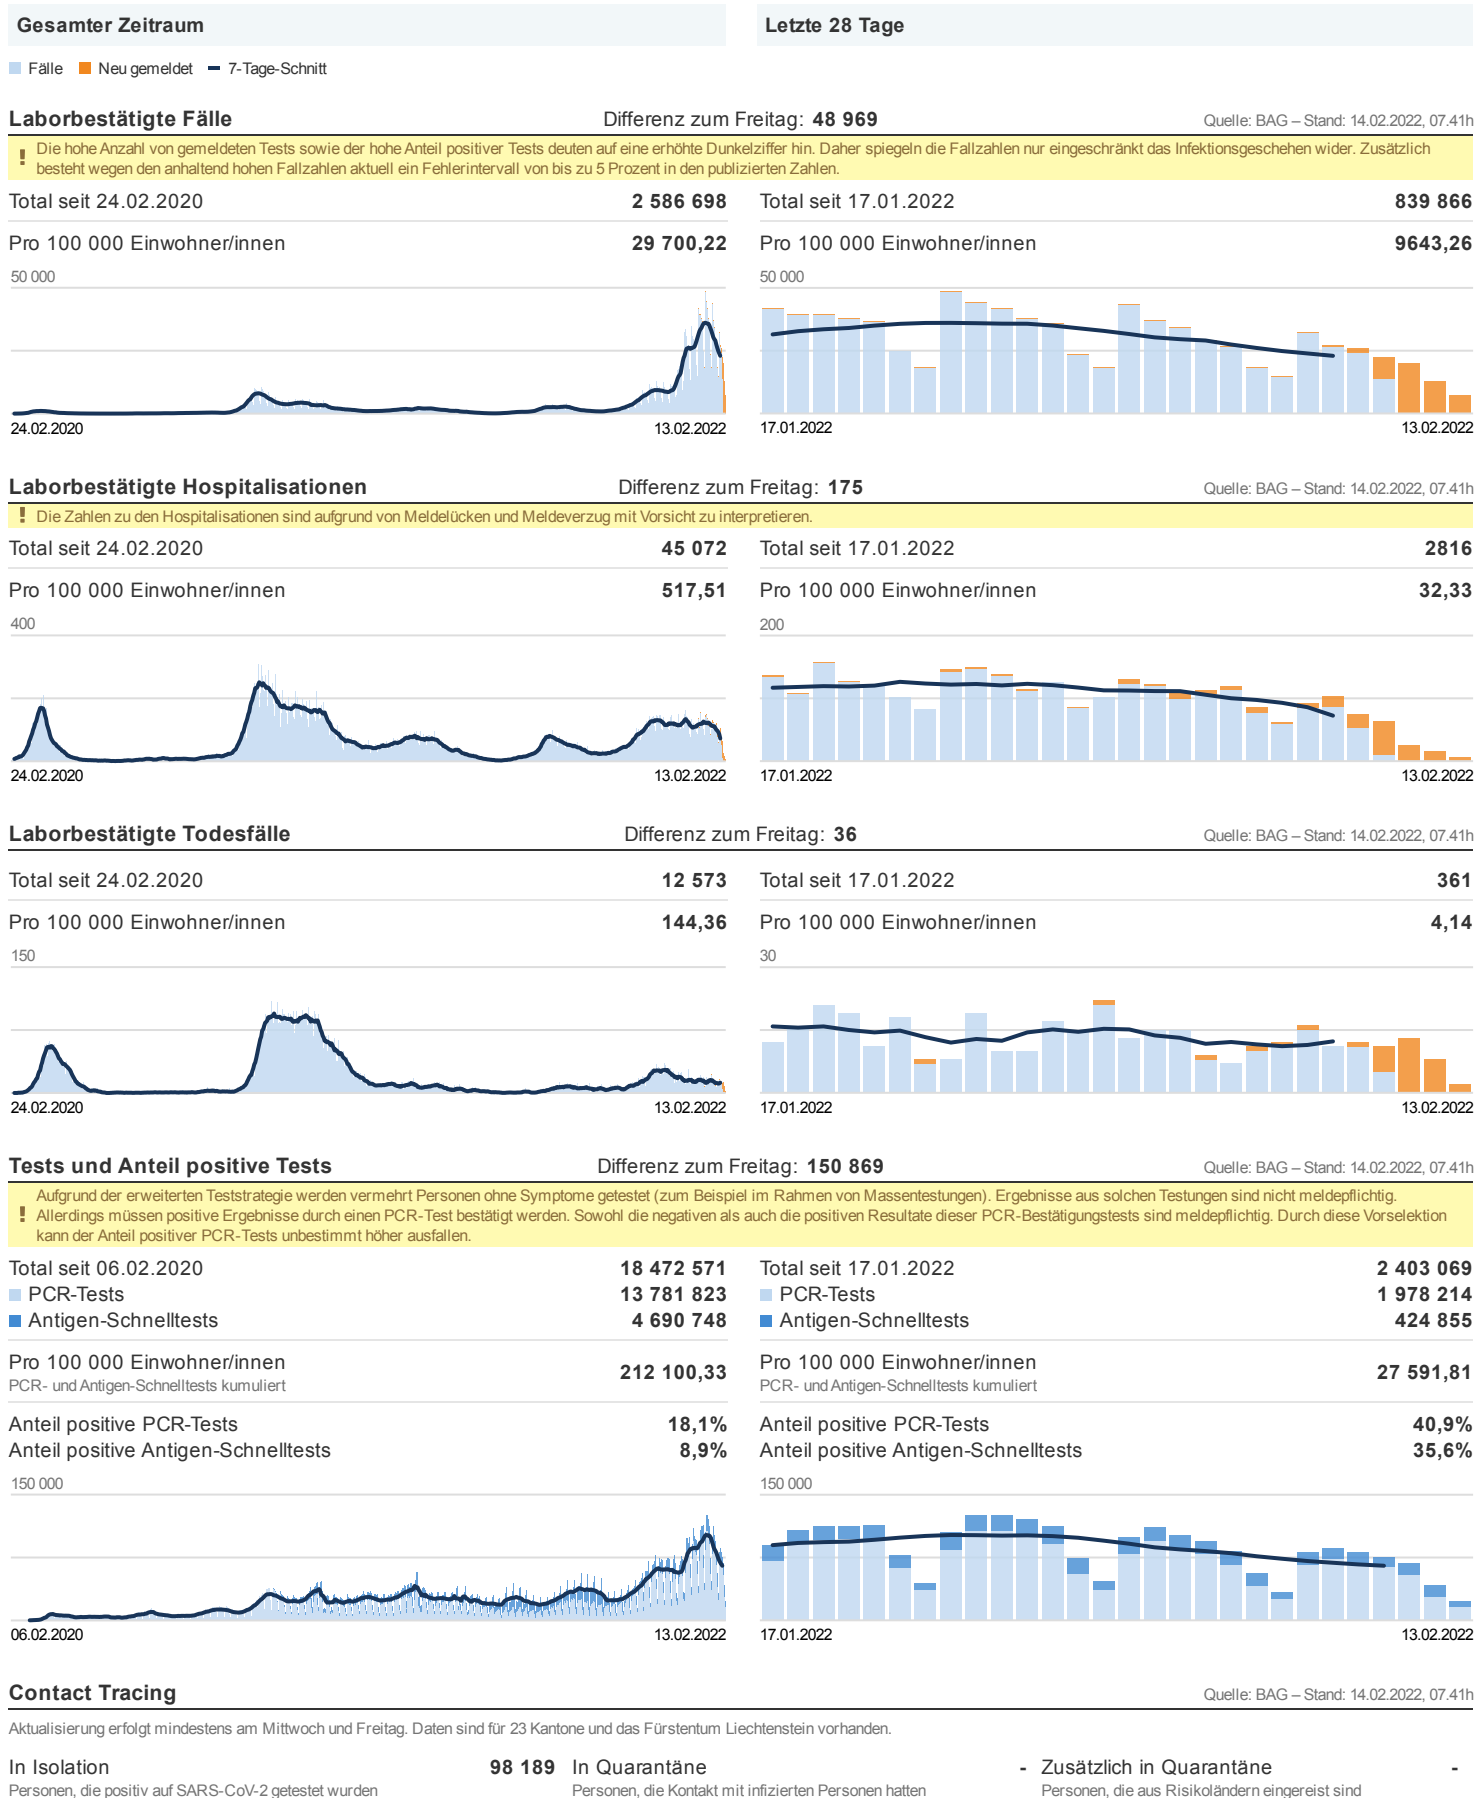 Gesamter Zeitraum
Letzte 28 Tage
Fälle Neu gemeldet 7-Tage-Schnitt
Laborbestätigte Fälle Differenz zum Freitag: 48 969 Quelle: BAG – Stand: 14.02.2022, 07.41h
! Die hohe Anzahl von gemeldeten Tests sowie der hohe Anteil positiver Tests deuten auf eine erhöhte Dunkelziffer hin. Daher spiegeln die Fallzahlen nur eingeschränkt das Infektionsgeschehen wider. Zusätzlich
besteht wegen den anhaltend hohen Fallzahlen aktuell ein Fehlerintervall von bis zu 5 Prozent in den publizierten Zahlen.
Total seit 24.02.2020 2 586 698
Pro 100 000 Einwohner/innen 29 700,22
50 000
24.02.2020 13.02.2022
Total seit 17.01.2022 839 866
Pro 100 000 Einwohner/innen 9643,26
50 000
17.01.2022 13.02.2022
Laborbestätigte Hospitalisationen Differenz zum Freitag: 175 Quelle: BAG – Stand: 14.02.2022, 07.41h
! Die Zahlen zu den Hospitalisationen sind aufgrund von Meldelücken und Meldeverzug mit Vorsicht zu interpretieren.
Total seit 24.02.2020 45 072
Pro 100 000 Einwohner/innen 517,51
400
24.02.2020 13.02.2022
Total seit 17.01.2022 2816
Pro 100 000 Einwohner/innen 32,33
200
17.01.2022 13.02.2022
Laborbestätigte Todesfälle Differenz zum Freitag: 36 Quelle: BAG – Stand: 14.02.2022, 07.41h
Total seit 24.02.2020 12 573
Pro 100 000 Einwohner/innen 144,36
150
24.02.2020 13.02.2022
Total seit 17.01.2022 361
Pro 100 000 Einwohner/innen 4,14
30
17.01.2022 13.02.2022
Tests und Anteil positive Tests Differenz zum Freitag: 150 869 Quelle: BAG – Stand: 14.02.2022, 07.41h
Aufgrund der erweiterten Teststrategie werden vermehrt Personen ohne Symptome getestet (zum Beispiel im Rahmen von Massentestungen). Ergebnisse aus solchen Testungen sind nicht meldepflichtig.
! Allerdings müssen positive Ergebnisse durch einen PCR-Test bestätigt werden. Sowohl die negativen als auch die positiven Resultate dieser PCR-Bestätigungstests sind meldepflichtig. Durch diese Vorselektion
kann der Anteil positiver PCR-Tests unbestimmt höher ausfallen.
Total seit 06.02.2020 18 472 571
PCR-Tests 13 781 823
Antigen-Schnelltests 4 690 748
Pro 100 000 Einwohner/innen 212 100,33
PCR- und Antigen-Schnelltests kumuliert
Anteil positive PCR-Tests 18,1%
Anteil positive Antigen-Schnelltests 8,9%
150 000
06.02.2020 13.02.2022
Total seit 17.01.2022 2 403 069
PCR-Tests 1 978 214
Antigen-Schnelltests 424 855
Pro 100 000 Einwohner/innen 27 591,81
PCR- und Antigen-Schnelltests kumuliert
Anteil positive PCR-Tests 40,9%
Anteil positive Antigen-Schnelltests 35,6%
150 000
17.01.2022 13.02.2022
Contact Tracing Quelle: BAG – Stand: 14.02.2022, 07.41h
Aktualisierung erfolgt mindestens am Mittwoch und Freitag. Daten sind für 23 Kantone und das Fürstentum Liechtenstein vorhanden.
In Isolation 98 189
Personen, die positiv auf SARS-CoV-2 getestet wurden
In Quarantäne -
Personen, die Kontakt mit infizierten Personen hatten
Zusätzlich in Quarantäne -
Personen, die aus Risikoländern eingereist sind